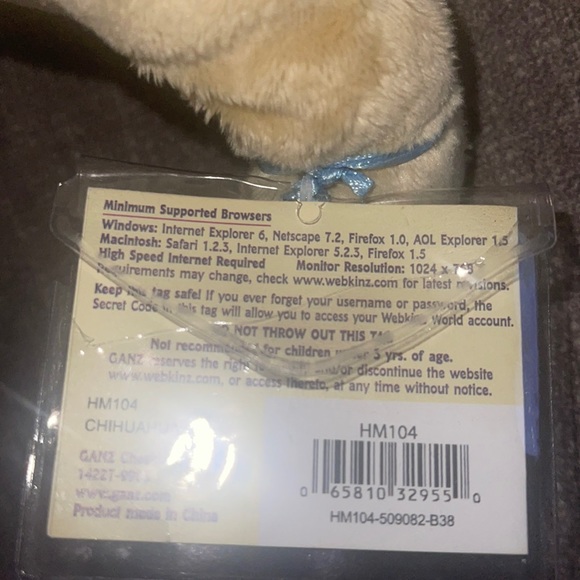 Minimum Supported Browsers
Windows: Internet Explorer 6, Netscape 7.2, Firefox 1.0, AOL Explorer 1.5
Macintosh: Safari 1.2.3, Internet Explorer 5.2.3, Firefox 1.5
High Speed Internet Required Monitor Resolution: 1024 x 768
Requirements may change, check www.webkinz.com for latest revisions.
Keep this tag safe! If you ever forget your username or password, the
Secret Code in this tag will allow you to access your Webkinz World account.
DO NOT THROW OUT THIS TAG
Not recommended for children under 3 yrs. of age.
GANZ reserves the right to and/or discontinue the website
www.webkinz.com, or access thereto, at any time without notice.
HM104
CHIHUAHUA
GANZ
www.ganz.com
Product made in China
HM104
0 65810 32955 0
HM104-509082-B38